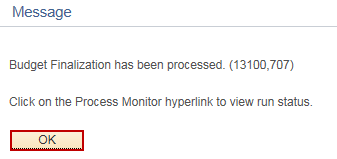 Message
Budget Finalization has been processed. (13100,707)
Click on the Process Monitor hyperlink to view run status.
OK